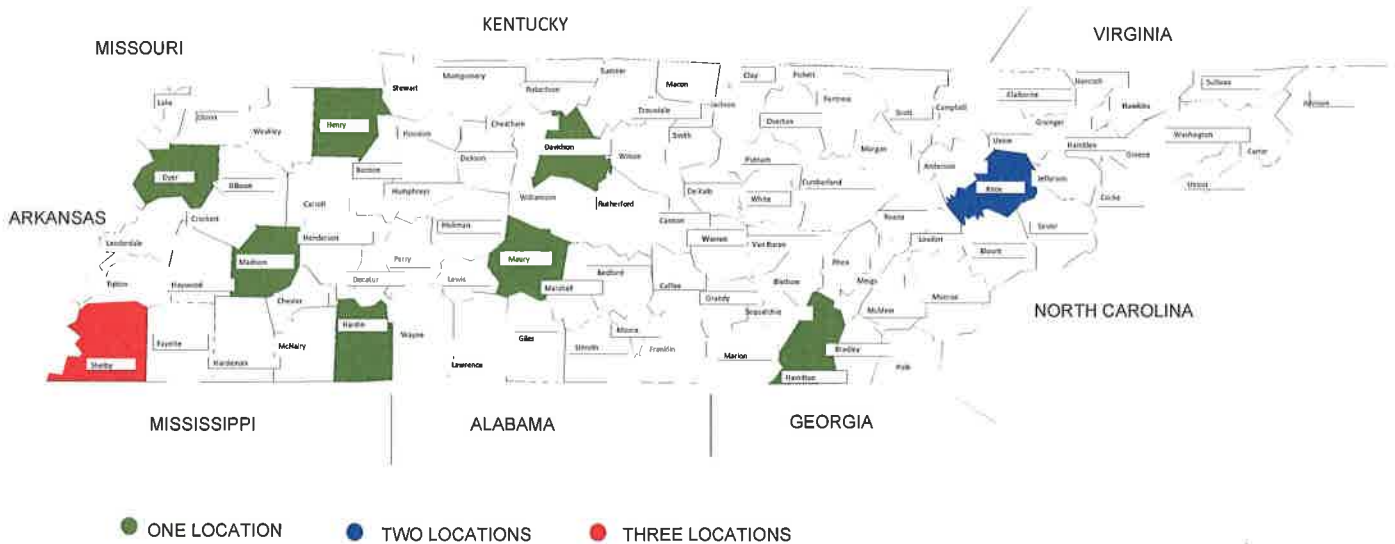 KENTUCKY
MISSOURI
VIRGINIA
Stewart
Montgomery
Robertson
Sumner
Macon
Clay
Pickett
Lake
Obion
Weakley
Henry
Houston
Cheatham
Davidson
Trousdale
Jackson
Smith
Overton
Fentress
Scott
Campbell
Claiborne
Hancock
Hawkins
Sullivan
Johnson
Grainger
Union
Hamblen
Greene
Washington
Carter
Unicoi
Dyer
Gibson
Benton
Dickson
Humphreys
Wilson
Putnam
Morgan
Anderson
Knox
Jefferson
Cocke
Carroll
Williamson
Rutherford
DeKalb
White
Cumberland
ARKANSAS
Crockett
Lauderdale
Madison
Henderson
Hickman
Cannon
Warren
Van Buren
Roane
Loudon
Sevier
Blount
Tipton
Haywood
Decatur
Perry
Lewis
Maury
Marshall
Bedford
Coffee
Grundy
Bledsoe
Rhea
Meigs
Monroe
Chester
Sequatchie
McMinn
NORTH CAROLINA
Shelby
Fayette
Hardeman
McNairy
Hardin
Wayne
Lawrence
Giles
Lincoln
Moore
Franklin
Marion
Hamilton
Bradley
Polk
MISSISSIPPI
ALABAMA
GEORGIA
ONE LOCATION
TWO LOCATIONS
THREE LOCATIONS